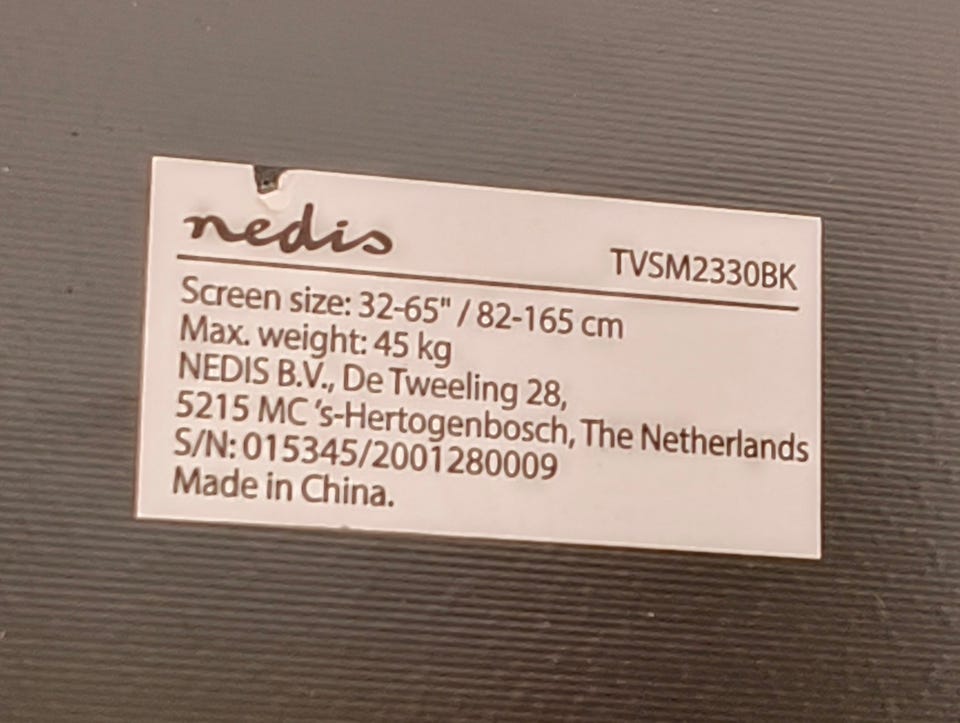 nedis
TVSM2330BK
Screen size: 32-65" / 82-165 cm
Max. weight: 45 kg
NEDIS B.V., De Tweeling 28,
5215 MC 's-Hertogenbosch, The Netherlands
S/N: 015345/2001280009
Made in China.